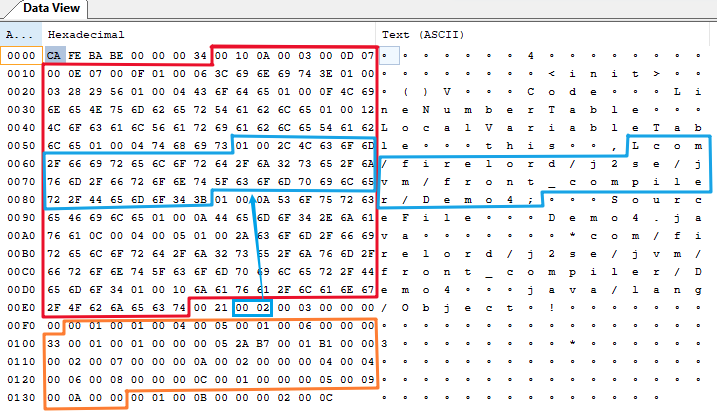 Data View
A... Hexadecimal Text (ASCII)
0000 CA FE BA BE 00 00 00 34 00 10 0A 00 03 00 0D 07 ∘ ∘ ∘ ∘ ∘ ∘ ∘ 4 ∘ ∘ ∘ ∘ ∘ ∘ ∘ ∘
0010 00 0E 07 00 0F 01 00 06 3C 69 6E 69 74 3E 01 00 ∘ ∘ ∘ ∘ ∘ ∘ ∘ ∘ < i n i t > ∘ ∘
0020 03 28 29 56 01 00 04 43 6F 64 65 01 00 0F 4C 69 ∘ ( ) V ∘ ∘ ∘ C o d e ∘ ∘ ∘ L i
0030 6E 65 4E 75 6D 62 65 72 54 61 62 6C 65 01 00 12 n e N u m b e r T a b l e ∘ ∘ ∘
0040 4C 6F 63 61 6C 56 61 72 69 61 62 6C 65 54 61 62 L o c a l V a r i a b l e T a b
0050 6C 65 01 00 04 74 68 69 73 01 00 2C 4C 63 6F 6D l e ∘ ∘ ∘ t h i s ∘ ∘ , L c o m
0060 2F 66 69 72 65 6C 6F 72 64 2F 6A 32 73 65 2F 6A / f i r e l o r d / j 2 s e / j
0070 76 6D 2F 66 72 6F 6E 74 5F 63 6F 6D 70 69 6C 65 v m / f r o n t _ c o m p i l e
0080 72 2F 44 65 6D 6F 34 3B 01 00 0A 53 6F 75 72 63 r / D e m o 4 ; ∘ ∘ ∘ S o u r c
0090 65 46 69 6C 65 01 00 0A 44 65 6D 6F 34 2E 6A 61 e F i l e ∘ ∘ ∘ D e m o 4 . j a
00A0 76 61 0C 00 04 00 05 01 00 2A 63 6F 6D 2F 66 69 v a ∘ ∘ ∘ ∘ ∘ ∘ ∘ * c o m / f i
00B0 72 65 6C 6F 72 64 2F 6A 32 73 65 2F 6A 76 6D 2F r e l o r d / j 2 s e / j v m /
00C0 66 72 6F 6E 74 5F 63 6F 6D 70 69 6C 65 72 2F 44 f r o n t _ c o m p i l e r / D
00D0 65 6D 6F 34 01 00 10 6A 61 76 61 2F 6C 61 6E 67 e m o 4 ∘ ∘ ∘ j a v a / l a n g
00E0 2F 4F 62 6A 65 63 74 00 21 00 02 00 03 00 00 00 / O b j e c t ∘ ! ∘ ∘ ∘ ∘ ∘ ∘ ∘
00F0 00 00 01 00 01 00 04 00 05 00 01 00 06 00 00 00 ∘ ∘ ∘ ∘ ∘ ∘ ∘ ∘ ∘ ∘ ∘ ∘ ∘ ∘ ∘ ∘
0100 33 00 01 00 01 00 00 00 05 2A B7 00 01 B1 00 00 3 ∘ ∘ ∘ ∘ ∘ ∘ ∘ ∘ * ∘ ∘ ∘ ∘ ∘ ∘
0110 00 02 00 07 00 00 00 0A 00 02 00 00 00 04 00 04 ∘ ∘ ∘ ∘ ∘ ∘ ∘ ∘ ∘ ∘ ∘ ∘ ∘ ∘ ∘ ∘
0120 00 06 00 08 00 00 00 0C 00 01 00 00 00 05 00 09 ∘ ∘ ∘ ∘ ∘ ∘ ∘ ∘ ∘ ∘ ∘ ∘ ∘ ∘ ∘ ∘
0130 00 0A 00 00 00 01 00 0B 00 00 00 02 00 0C ∘ ∘ ∘ ∘ ∘ ∘ ∘ ∘ ∘ ∘ ∘ ∘ ∘ ∘